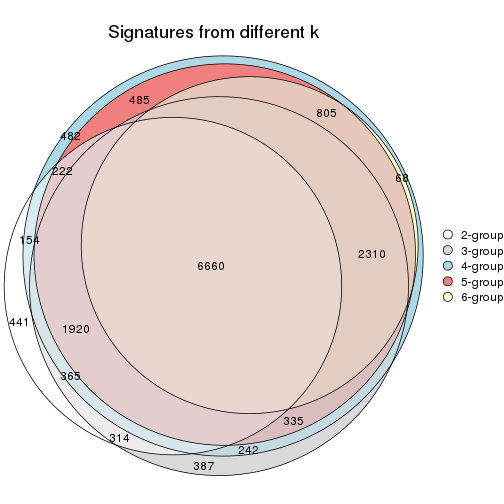 Signatures from different k
485
805
482
222
68
154
6660
2310
441
1920
365
335
314
242
387
2-group
3-group
4-group
5-group
6-group